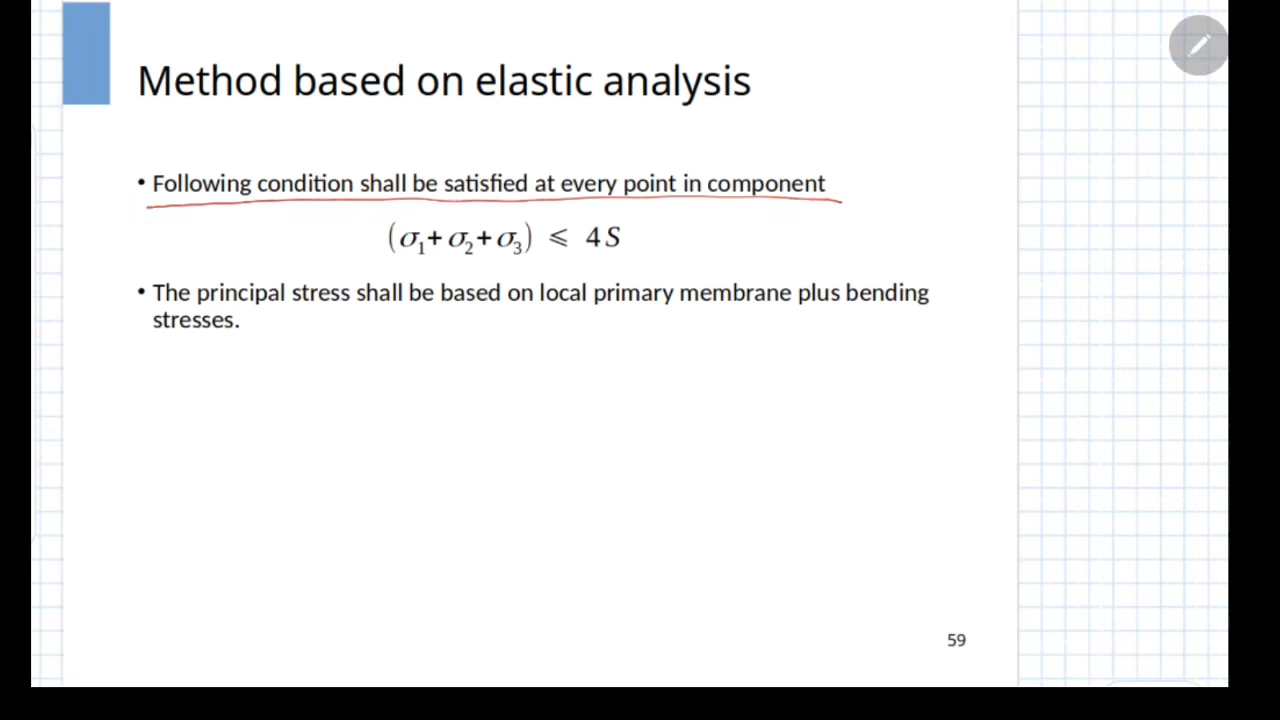 Method based on elastic analysis
• Following condition shall be satisfied at every point in component
(σ₁+ σ₂+ σ₃) ⩽ 4 S
• The principal stress shall be based on local primary membrane plus bending
stresses.
59